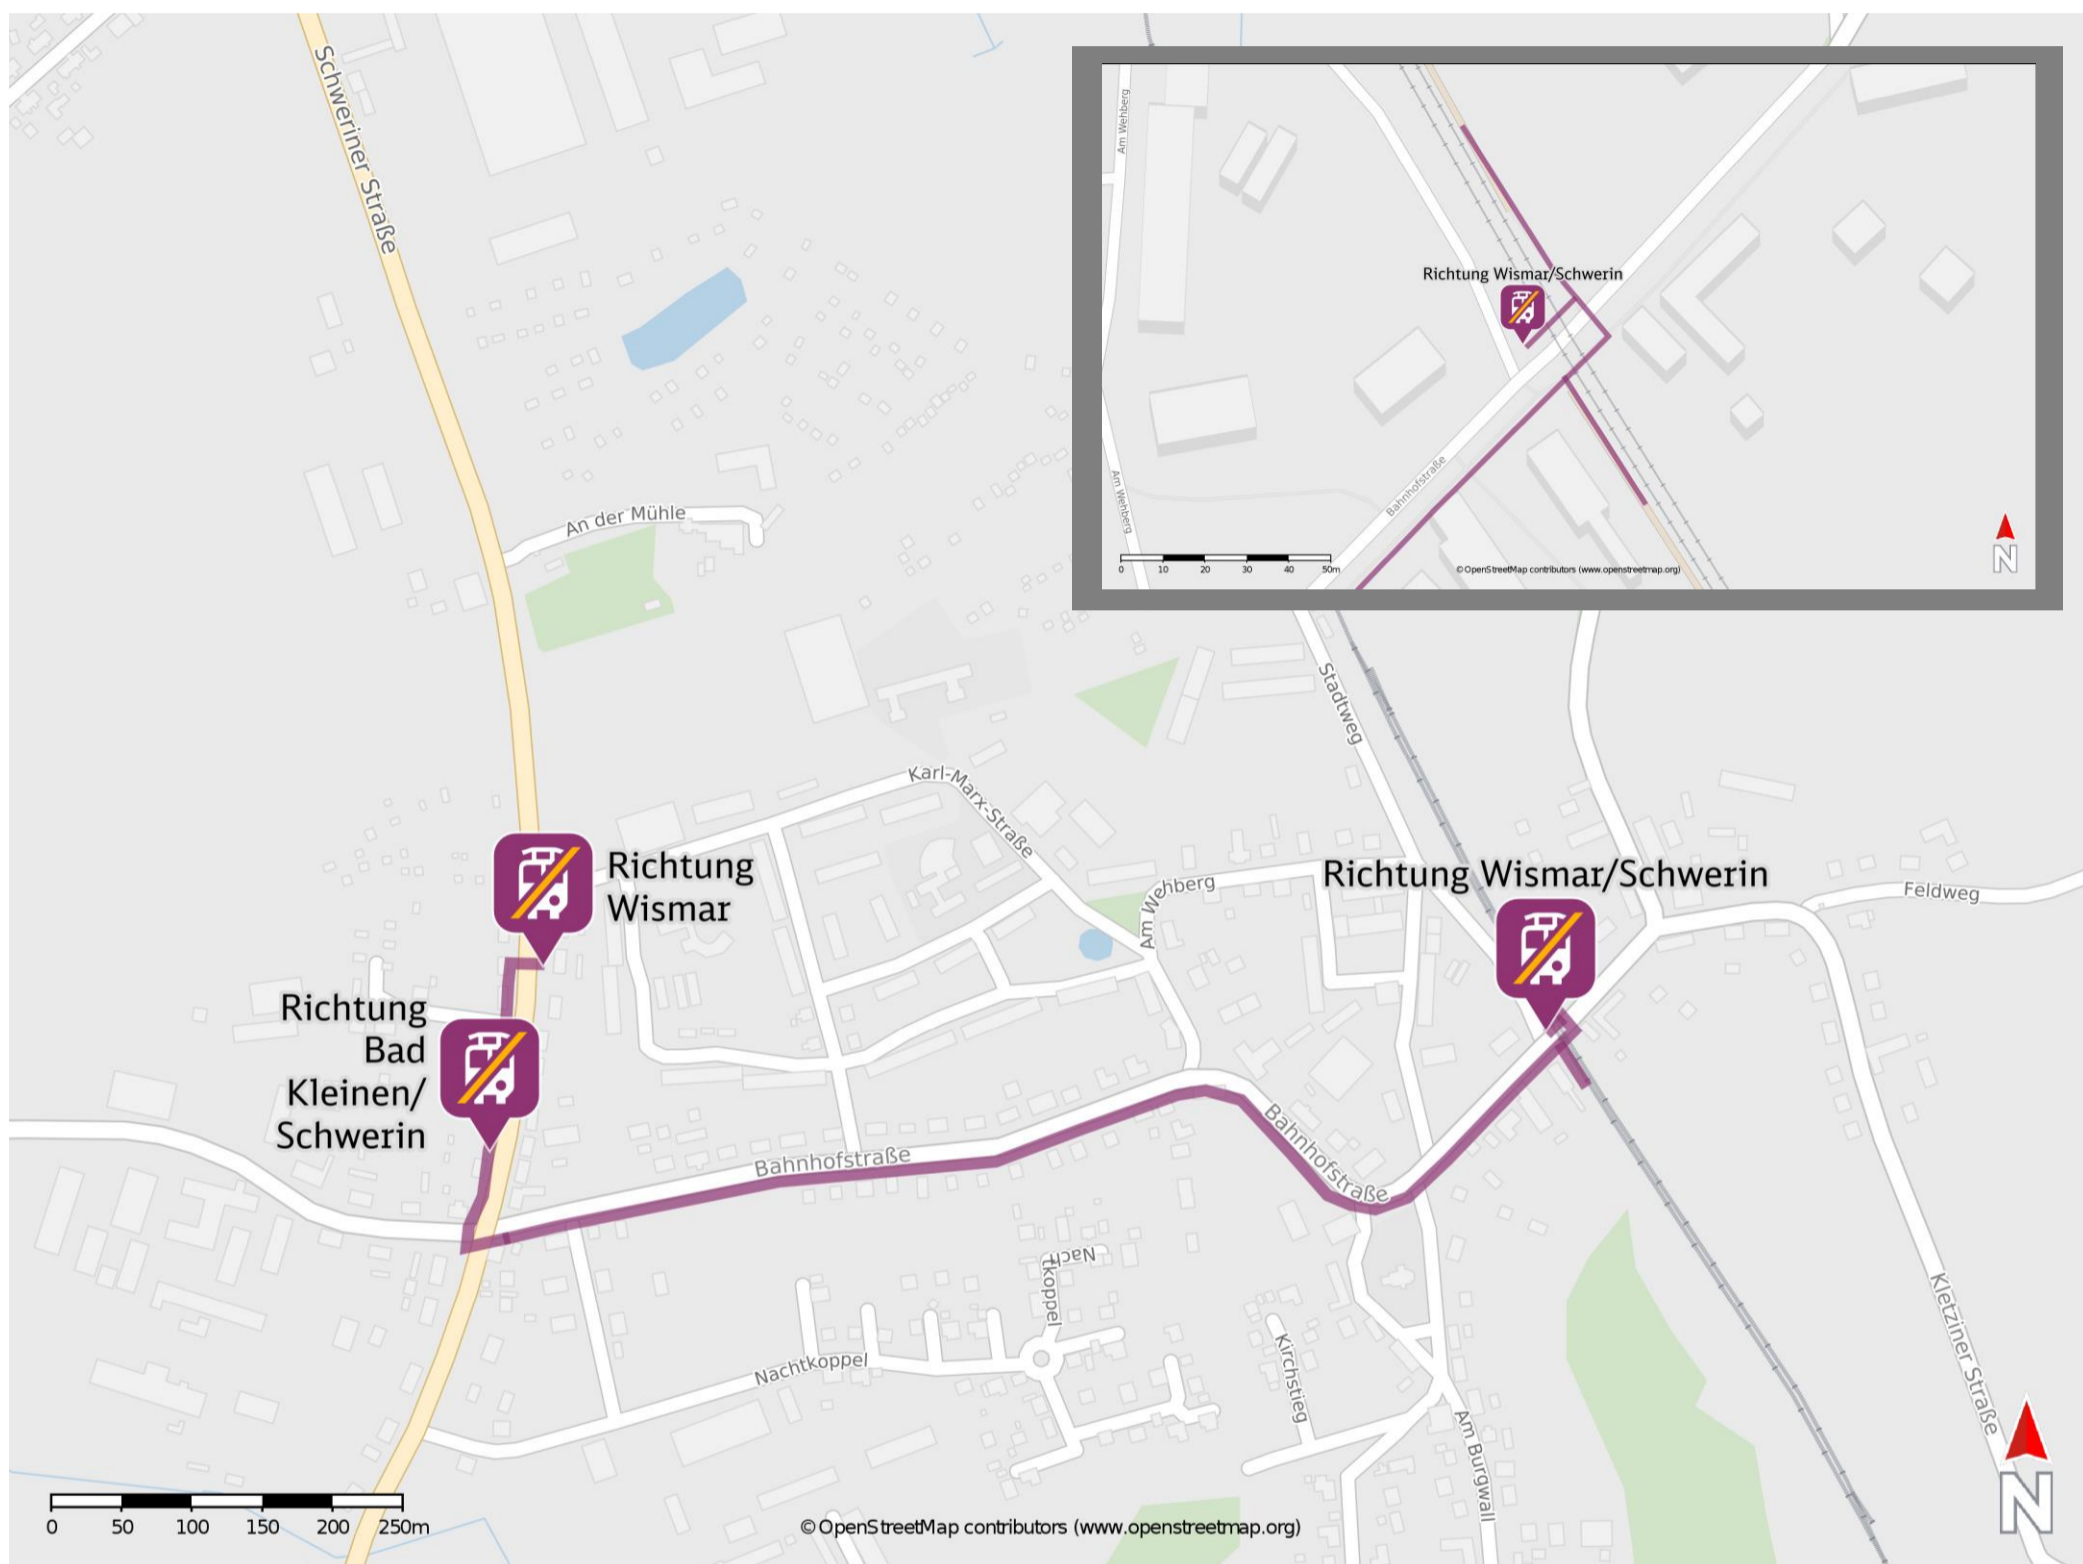 Schweriner Straße
Am Wehberg
Richtung Wismar/Schwerin
Am Wehberg
Bahnhofstraße
0 10 20 30 40 50m
©OpenStreetMap contributors (www.openstreetmap.org)
N
An der Mühle
Stadtweg
Karl-Marx-Straße
Richtung
Wismar
Am Wehberg
Richtung Wismar/Schwerin
Feldweg
Richtung
Bad
Kleinen/
Schwerin
Bahnhofstraße
Bahnhofstraße
Nach
tkoppel
Nachtkoppel
Kirchstieg
Am Burgwall
Kletziner Straße
0 50 100 150 200 250m
©OpenStreetMap contributors (www.openstreetmap.org)
N